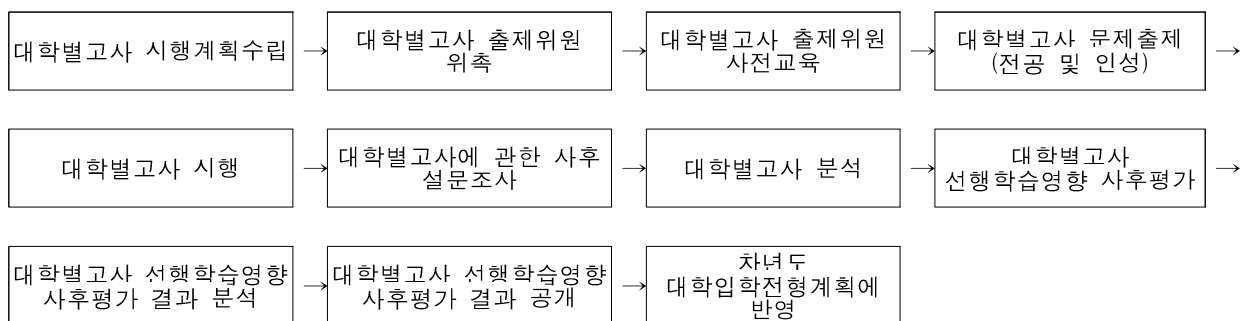 대학별고사 시행계획수립
→
대학별고사 출제위원
위촉
→
대학별고사 출제위원
사전교육
→
대학별고사 문제출제
(전공 및 인성)
→
대학별고사 시행
→
대학별고사에 관한 사후
설문조사
→
대학별고사 분석
→
대학별고사
선행학습영향 사후평가
→
대학별고사 선행학습영향
사후평가 결과 분석
→
대학별고사 선행학습영향
사후평가 결과 공개
→
차년도
대학입학전형계획에
반영